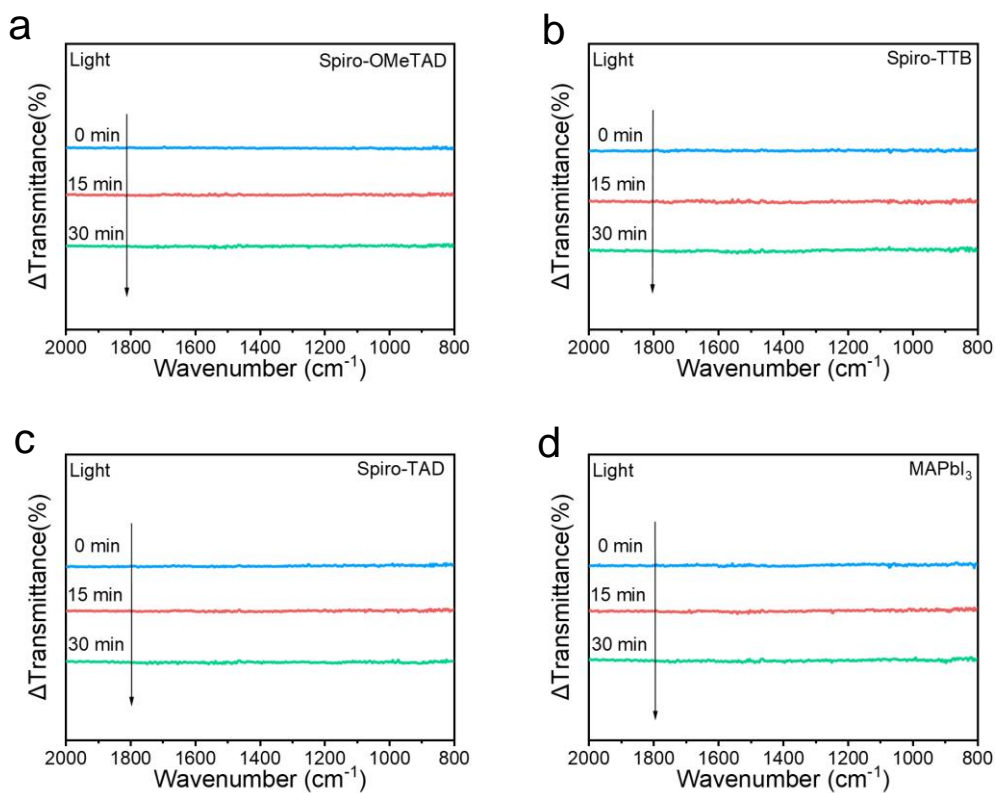 a
Light
Spiro-OMeTAD
0 min
15 min
30 min
ΔTransmittance(%)
2000 1800 1600 1400 1200 1000 800
Wavenumber (cm⁻¹)
b
Light
Spiro-TTB
0 min
15 min
30 min
ΔTransmittance(%)
2000 1800 1600 1400 1200 1000 800
Wavenumber (cm⁻¹)
c
Light
Spiro-TAD
0 min
15 min
30 min
ΔTransmittance(%)
2000 1800 1600 1400 1200 1000 800
Wavenumber (cm⁻¹)
d
Light
MAPbI₃
0 min
15 min
30 min
ΔTransmittance(%)
2000 1800 1600 1400 1200 1000 800
Wavenumber (cm⁻¹)